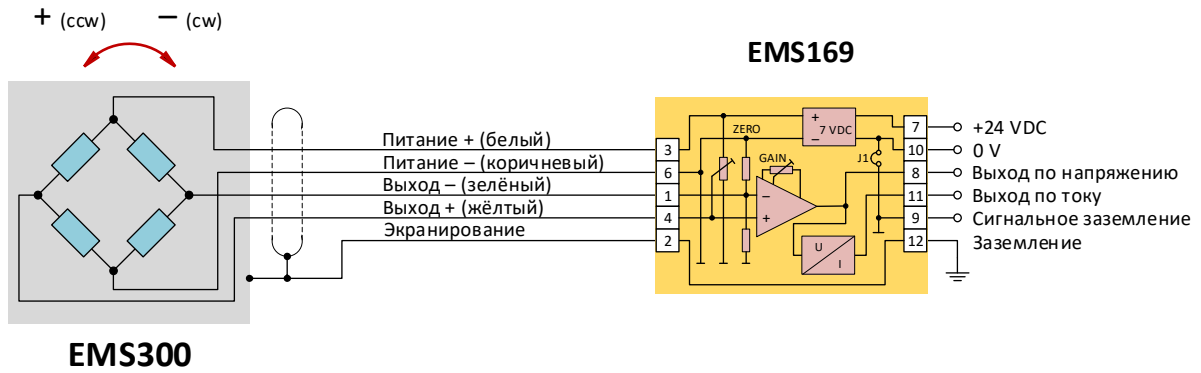 + (ccw) − (cw)
EMS169
Питание + (белый)
Питание – (коричневый)
Выход – (зелёный)
Выход + (жёлтый)
Экранирование
3
6
1
4
2
ZERO
GAIN
+
7 VDC
−
J1
−
+
U
I
7 +24 VDC
10 0 V
8 Выход по напряжению
11 Выход по току
9 Сигнальное заземление
12 Заземление
EMS300